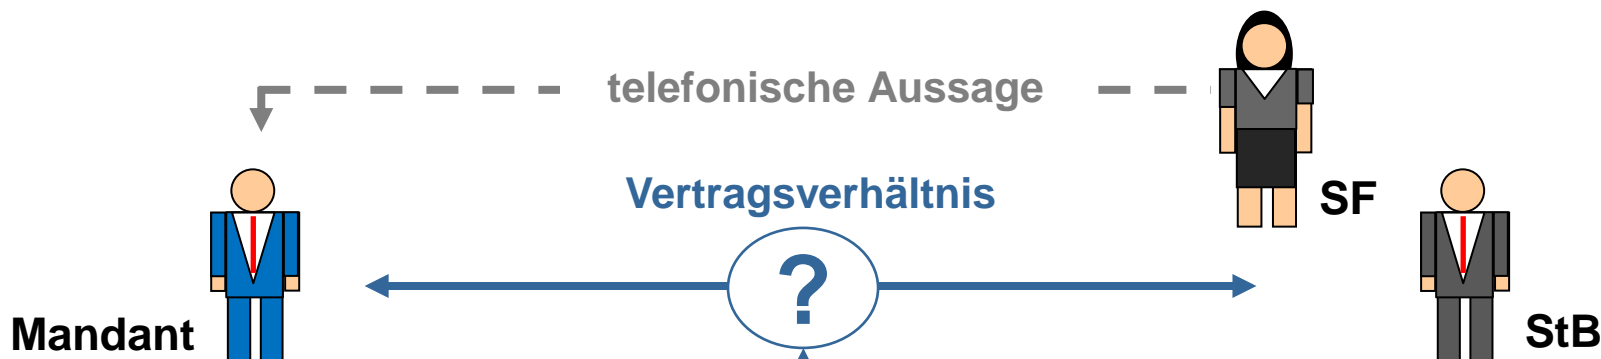 telefonische Aussage
Vertragsverhältnis
SF
?
Mandant
StB